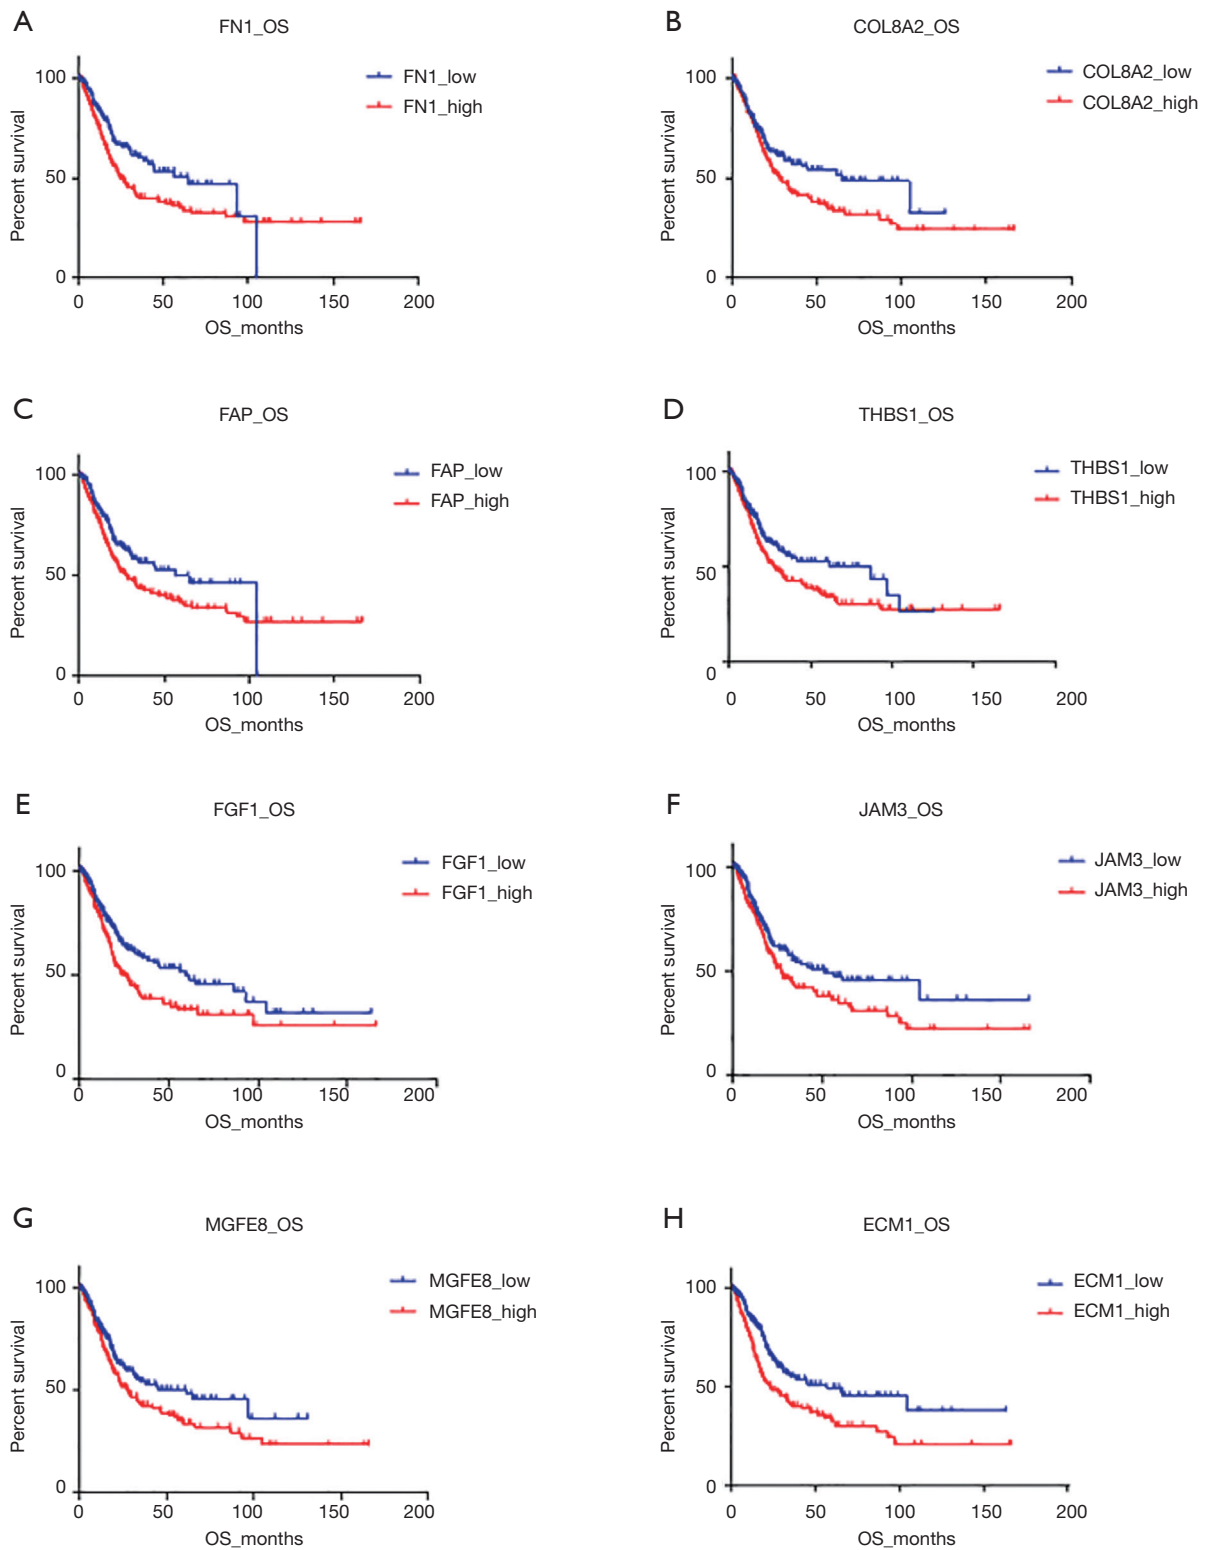 A
FN1_OS
FN1_low
FN1_high
Percent survival
100
50
0
0 50 100 150 200
OS_months
B
COL8A2_OS
COL8A2_low
COL8A2_high
Percent survival
100
50
0
0 50 100 150 200
OS_months
C
FAP_OS
FAP_low
FAP_high
Percent survival
100
50
0
0 50 100 150 200
OS_months
D
THBS1_OS
THBS1_low
THBS1_high
Percent survival
100
50
0
0 50 100 150 200
OS_months
E
FGF1_OS
FGF1_low
FGF1_high
Percent survival
100
50
0
0 50 100 150 200
OS_months
F
JAM3_OS
JAM3_low
JAM3_high
Percent survival
100
50
0
0 50 100 150 200
OS_months
G
MGFE8_OS
MGFE8_low
MGFE8_high
Percent survival
100
50
0
0 50 100 150 200
OS_months
H
ECM1_OS
ECM1_low
ECM1_high
Percent survival
100
50
0
0 50 100 150 200
OS_months